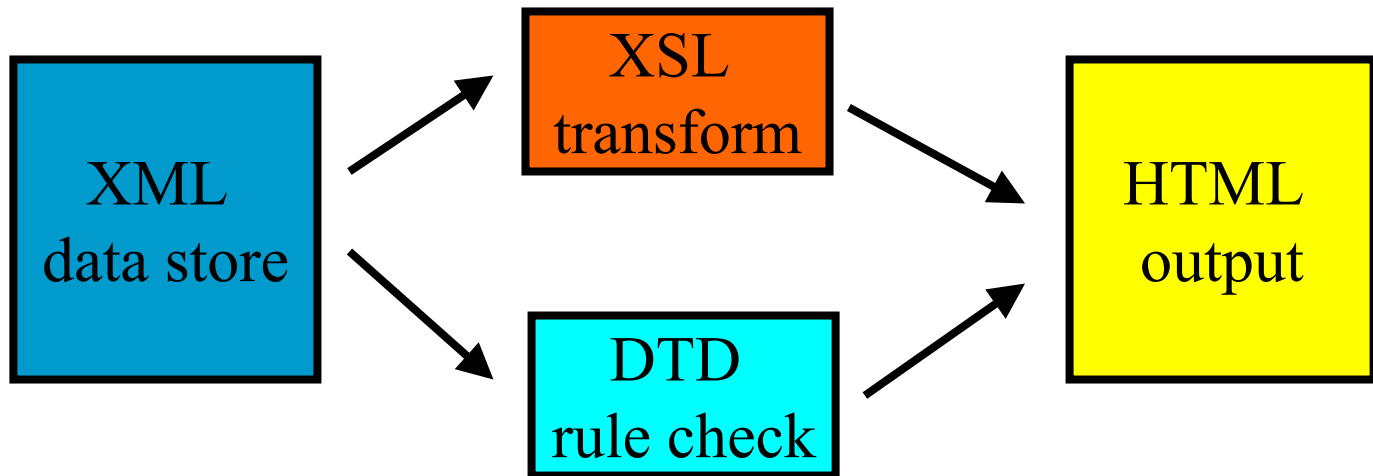 XML
data store
XSL
transform
DTD
rule check
HTML
output